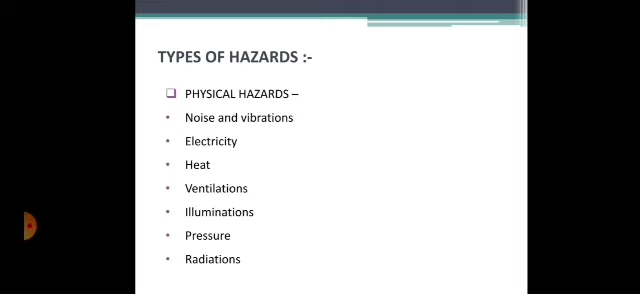 TYPES OF HAZARDS :-
❑ PHYSICAL HAZARDS –
• Noise and vibrations
• Electricity
• Heat
• Ventilations
• Illuminations
• Pressure
• Radiations